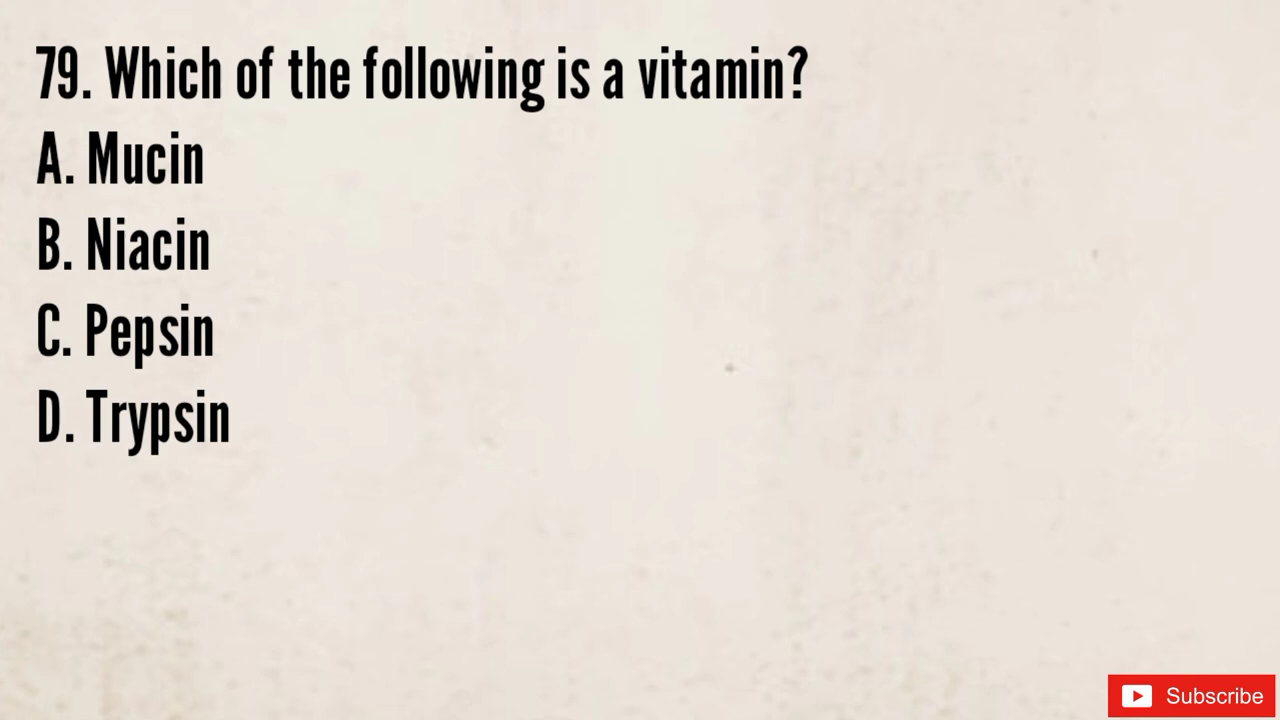 79. Which of the following is a vitamin?
A. Mucin
B. Niacin
C. Pepsin
D. Trypsin
Subscribe